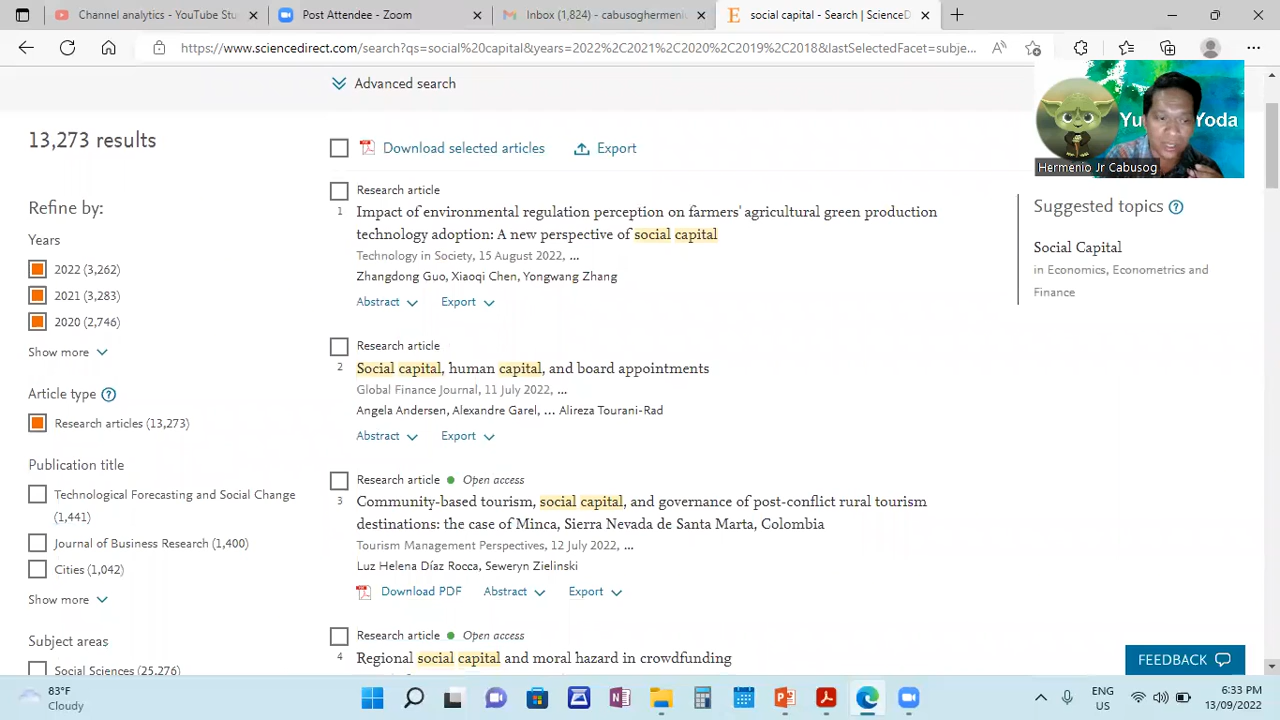 Channel analytics - YouTube Stu
Post Attendee - Zoom
Inbox (1,824) - cabusoghermenio
social capital - Search | ScienceD
https://www.sciencedirect.com/search?qs=social%20capital&years=2022%2C2021%2C2020%2C2019%2C2018&lastSelectedFacet=subje...
Advanced search
13,273 results
Download selected articles
Export
Yu Yoda
Hermenio Jr Cabusog
Refine by:
Years
2022 (3,262)
2021 (3,283)
2020 (2,746)
Show more
Article type
Research articles (13,273)
Publication title
Technological Forecasting and Social Change
(1,441)
Journal of Business Research (1,400)
Cities (1,042)
Show more
Subject areas
Social Sciences (25,276)
Research article
1
Impact of environmental regulation perception on farmers' agricultural green production
technology adoption: A new perspective of social capital
Technology in Society, 15 August 2022, ...
Zhangdong Guo, Xiaoqi Chen, Yongwang Zhang
Abstract Export
Research article
2
Social capital, human capital, and board appointments
Global Finance Journal, 11 July 2022, ...
Angela Andersen, Alexandre Garel, ... Alireza Tourani-Rad
Abstract Export
Research article Open access
3
Community-based tourism, social capital, and governance of post-conflict rural tourism
destinations: the case of Minca, Sierra Nevada de Santa Marta, Colombia
Tourism Management Perspectives, 12 July 2022, ...
Luz Helena Díaz Rocca, Seweryn Zielinski
Download PDF Abstract Export
Research article Open access
4
Regional social capital and moral hazard in crowdfunding
Suggested topics
Social Capital
in Economics, Econometrics and
Finance
FEEDBACK
83°F
Cloudy
ENG
US
6:33 PM
13/09/2022